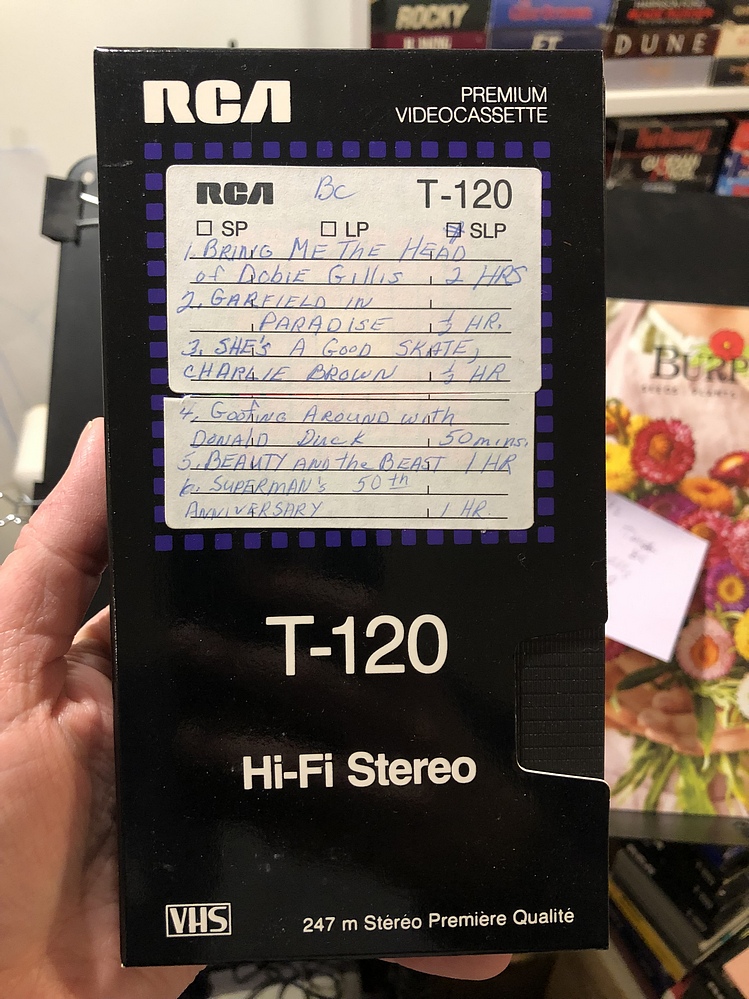 ROCKY
ET
DUNE
RCA
PREMIUM
VIDEOCASSETTE
RCA BC T-120
SP LP SLP
1. BRING ME THE HEAD
of DOBIE GILLIS 2 HRS
2. GARFIELD IN
PARADISE ½ HR.
3. SHE'S A GOOD SKATE,
CHARLIE BROWN ½ HR
4. GOOFING AROUND with
DONALD DUCK 50 mins.
5. BEAUTY AND the BEAST 1 HR
6. SUPERMAN'S 50th
ANNIVERSARY 1 HR.
T-120
Hi-Fi Stereo
VHS
247 m Stéréo Première Qualité
BURP